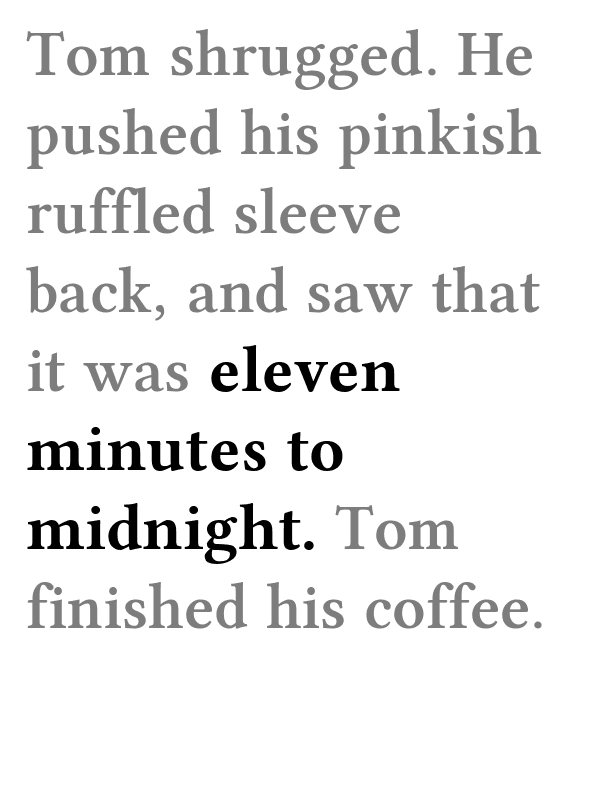 Tom shrugged. He
pushed his pinkish
ruffled sleeve
back, and saw that
it was eleven
minutes to
midnight. Tom
finished his coffee.